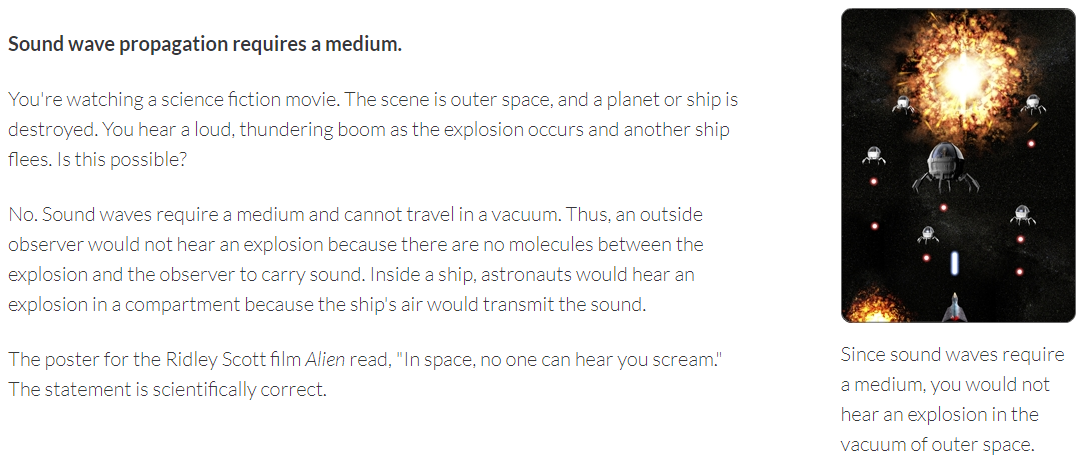 Sound wave propagation requires a medium.
You're watching a science fiction movie. The scene is outer space, and a planet or ship is
destroyed. You hear a loud, thundering boom as the explosion occurs and another ship
flees. Is this possible?
No. Sound waves require a medium and cannot travel in a vacuum. Thus, an outside
observer would not hear an explosion because there are no molecules between the
explosion and the observer to carry sound. Inside a ship, astronauts would hear an
explosion in a compartment because the ship's air would transmit the sound.
The poster for the Ridley Scott film Alien read, "In space, no one can hear you scream."
The statement is scientifically correct.
Since sound waves require
a medium, you would not
hear an explosion in the
vacuum of outer space.